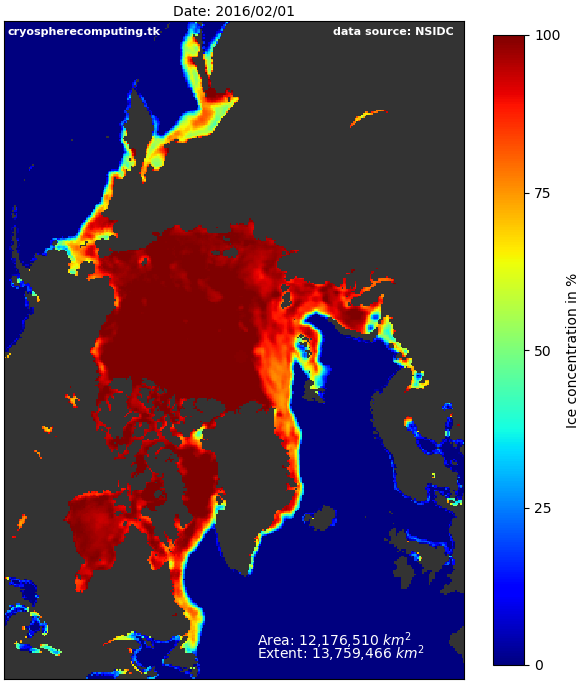 Date: 2016/02/01
cryospherecomputing.tk
data source: NSIDC
100
75
50
25
0
Ice concentration in %
Area: 12,176,510 km²
Extent: 13,759,466 km²